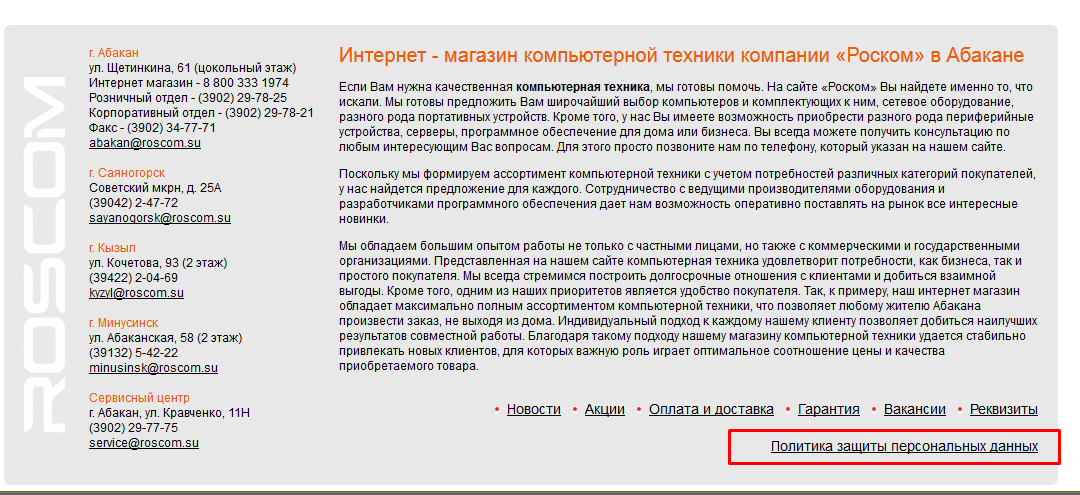 ROSCOM
г. Абакан
ул. Щетинкина, 61 (цокольный этаж)
Интернет магазин - 8 800 333 1974
Розничный отдел - (3902) 29-78-25
Корпоративный отдел - (3902) 29-78-21
Факс - (3902) 34-77-71
abakan@roscom.su
г. Саяногорск
Советский мкрн, д. 25А
(39042) 2-47-72
sayanogorsk@roscom.su
г. Кызыл
ул. Кочетова, 93 (2 этаж)
(39422) 2-04-69
kyzyl@roscom.su
г. Минусинск
ул. Абаканская, 58 (2 этаж)
(39132) 5-42-22
minusinsk@roscom.su
Сервисный центр
г. Абакан, ул. Кравченко, 11Н
(3902) 29-77-75
service@roscom.su
Интернет - магазин компьютерной техники компании «Роском» в Абакане
Если Вам нужна качественная компьютерная техника, мы готовы помочь. На сайте «Роском» Вы найдете именно то, что
искали. Мы готовы предложить Вам широчайший выбор компьютеров и комплектующих к ним, сетевое оборудование,
разного рода портативных устройств. Кроме того, у нас Вы имеете возможность приобрести разного рода периферийные
устройства, серверы, программное обеспечение для дома или бизнеса. Вы всегда можете получить консультацию по
любым интересующим Вас вопросам. Для этого просто позвоните нам по телефону, который указан на нашем сайте.
Поскольку мы формируем ассортимент компьютерной техники с учетом потребностей различных категорий покупателей,
у нас найдется предложение для каждого. Сотрудничество с ведущими производителями оборудования и
разработчиками программного обеспечения дает нам возможность оперативно поставлять на рынок все интересные
новинки.
Мы обладаем большим опытом работы не только с частными лицами, но также с коммерческими и государственными
организациями. Представленная на нашем сайте компьютерная техника удовлетворит потребности, как бизнеса, так и
простого покупателя. Мы всегда стремимся построить долгосрочные отношения с клиентами и добиться взаимной
выгоды. Кроме того, одним из наших приоритетов является удобство покупателя. Так, к примеру, наш интернет магазин
обладает максимально полным ассортиментом компьютерной техники, что позволяет любому жителю Абакана
произвести заказ, не выходя из дома. Индивидуальный подход к каждому нашему клиенту позволяет добиться наилучших
результатов совместной работы. Благодаря такому подходу нашему магазину компьютерной техники удается стабильно
привлекать новых клиентов, для которых важную роль играет оптимальное соотношение цены и качества
приобретаемого товара.
• Новости • Акции • Оплата и доставка • Гарантия • Вакансии • Реквизиты
Политика защиты персональных данных